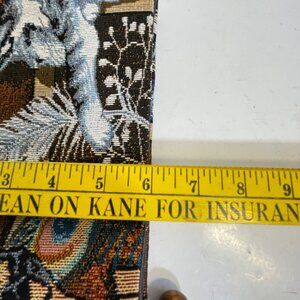 3 4 5 6 7 8 9
EAN ON KANE FOR INSURAN